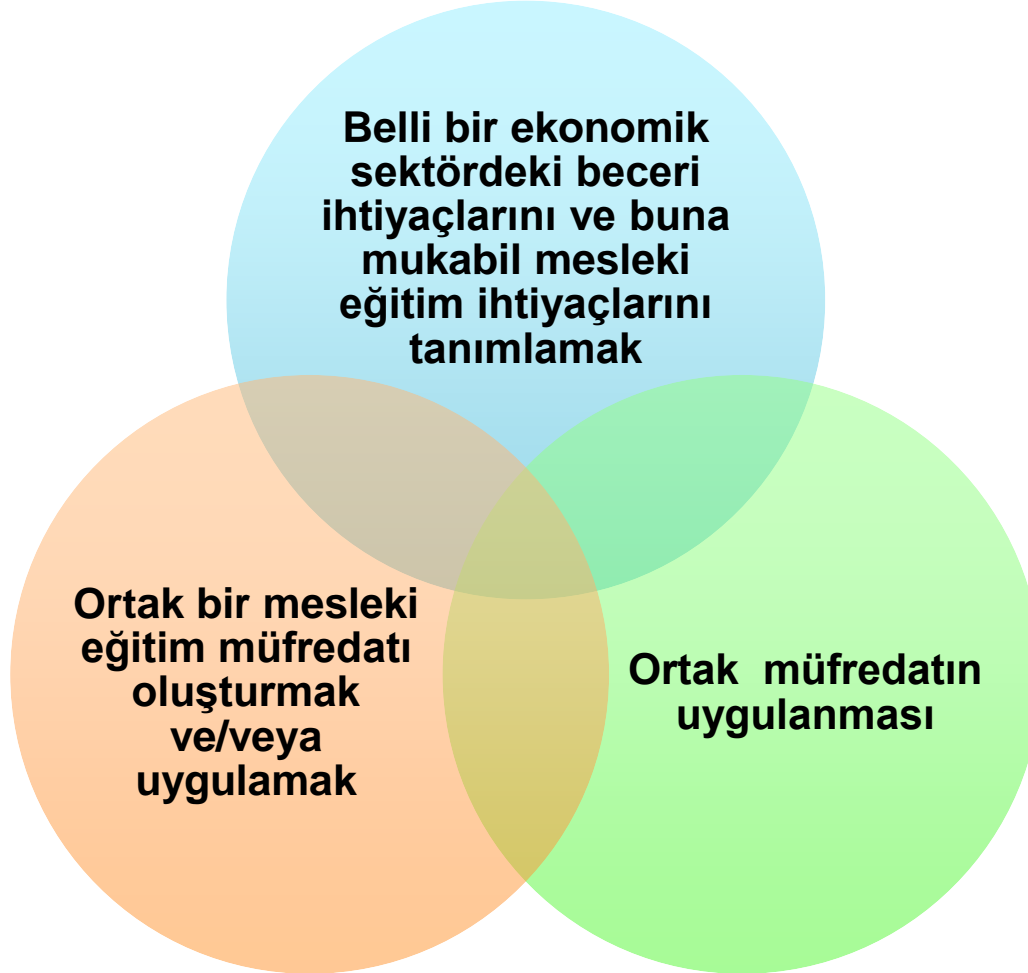 Belli bir ekonomik
sektördeki beceri
ihtiyaçlarını ve buna
mukabil mesleki
eğitim ihtiyaçlarını
tanımlamak
Ortak bir mesleki
eğitim müfredatı
oluşturmak
ve/veya
uygulamak
Ortak  müfredatın
uygulanması